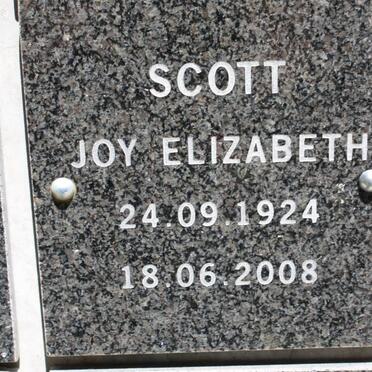 SCOTT
JOY ELIZABETH
24.09.1924
18.06.2008